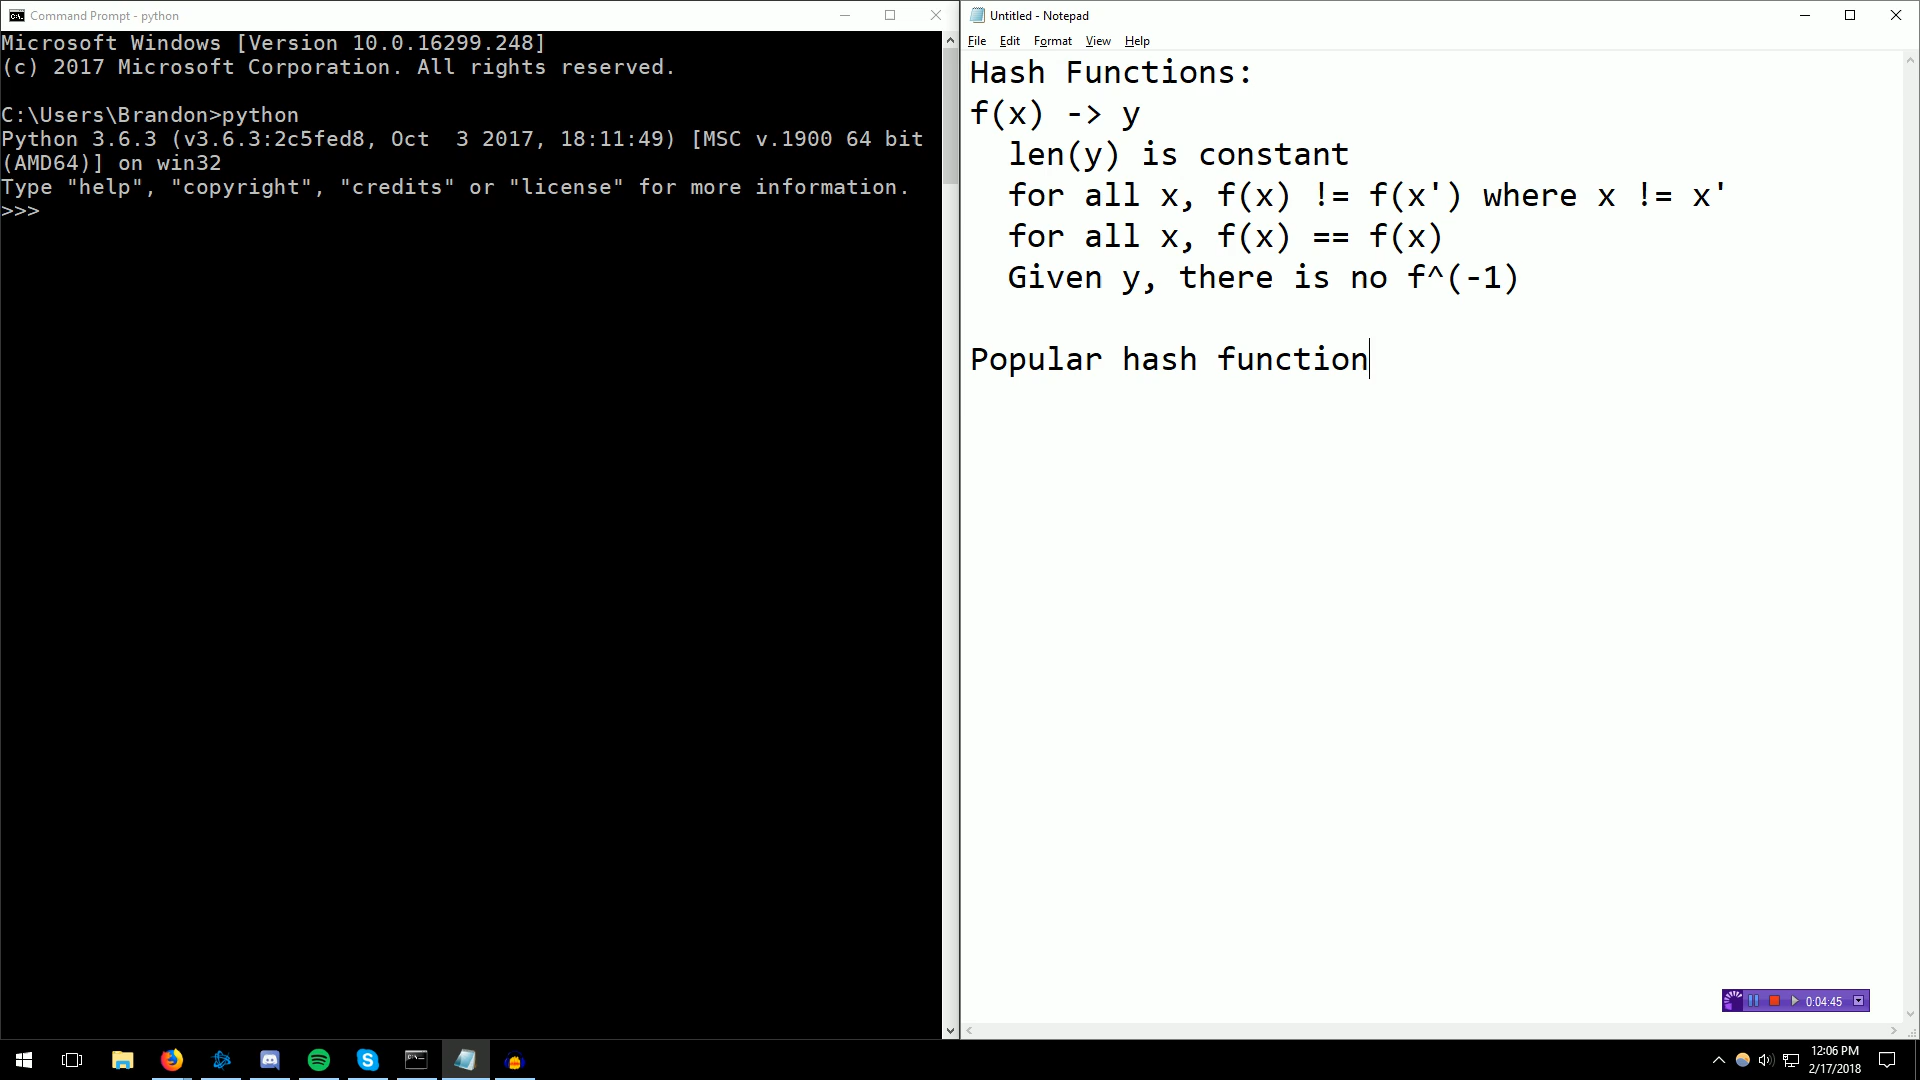 Command Prompt - python
Microsoft Windows [Version 10.0.16299.248]
(c) 2017 Microsoft Corporation. All rights reserved.
C:\Users\Brandon>python
Python 3.6.3 (v3.6.3:2c5fed8, Oct  3 2017, 18:11:49) [MSC v.1900 64 bit
(AMD64)] on win32
Type "help", "copyright", "credits" or "license" for more information.
>>>
Untitled - Notepad
File Edit Format View Help
Hash Functions:
f(x) -> y
  len(y) is constant
  for all x, f(x) != f(x') where x != x'
  for all x, f(x) == f(x)
  Given y, there is no f^(-1)
Popular hash function
0:04:45
12:06 PM
2/17/2018